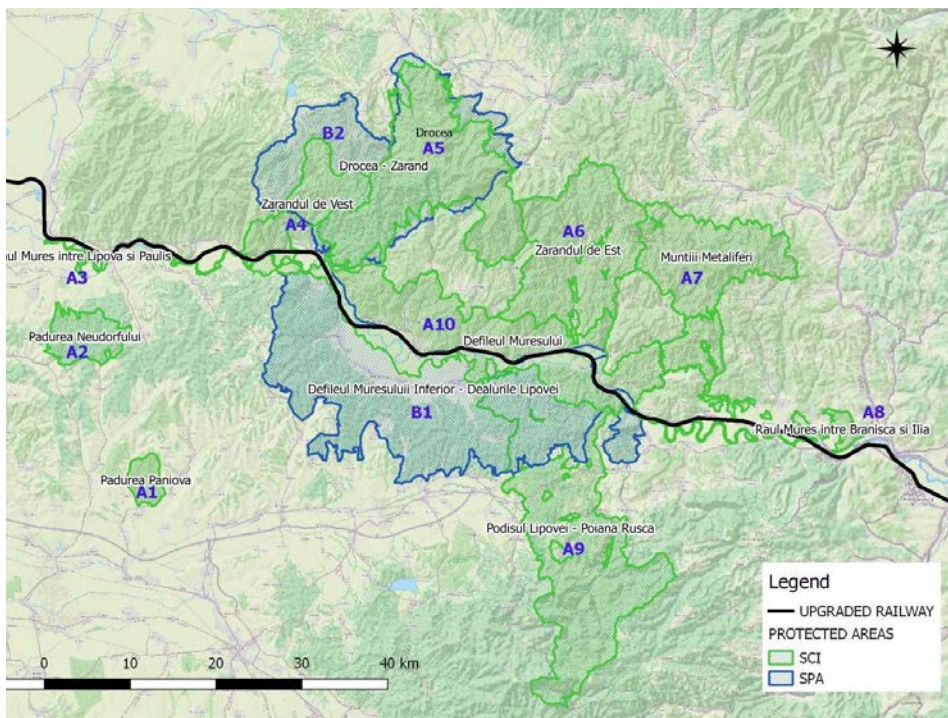 B2
Drocea
A5
Drocea - Zarand
Zarandul de Vest
A4
A6
Zarandul de Est
Muntiii Metaliferi
A7
ul Mures intre Lipova si Paulis
A3
Padurea Neudorfului
A2
A10
Defileul Muresului
Defileul Muresuluii Inferior - Dealurile Lipovei
B1
A8
Raul Mures intre Branisca si Ilia
Padurea Paniova
A1
Podisul Lipovei - Poiana Rusca
A9
Legend
UPGRADED RAILWAY
PROTECTED AREAS
SCI
SPA
0 10 20 30 40 km